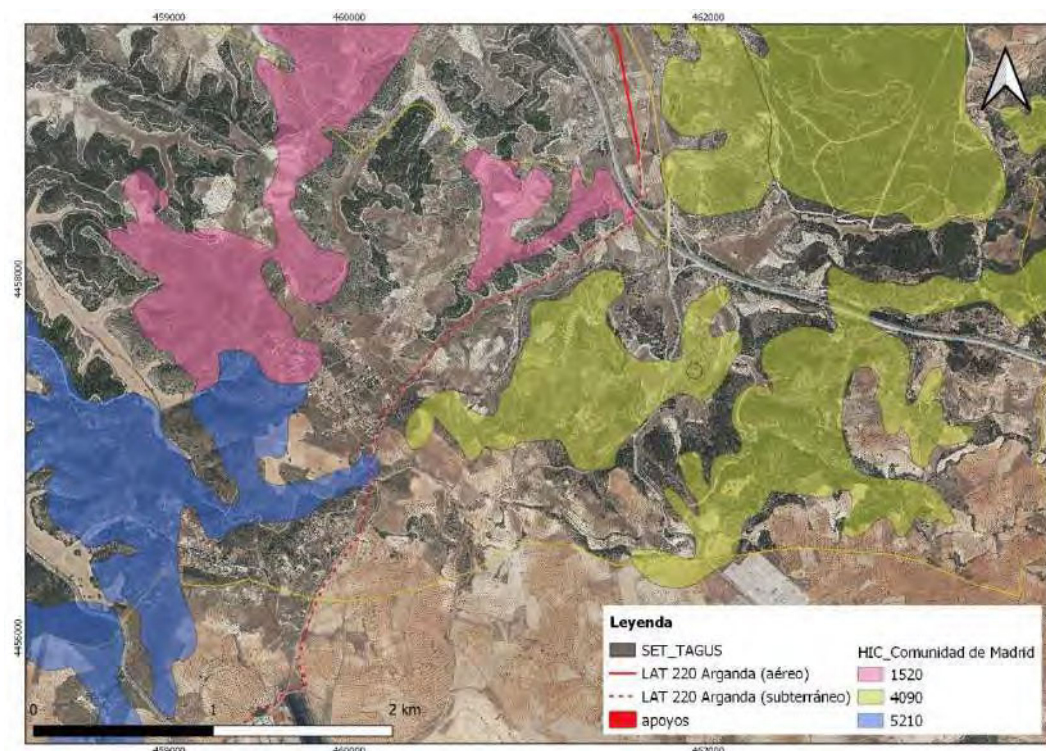 459000 460000 462000
4458000
4456000
Leyenda
SET_TAGUS
LAT 220 Arganda (aéreo)
LAT 220 Arganda (subterráneo)
apoyos
HIC_Comunidad de Madrid
1520
4090
5210
0 1 2 km
459000 460000 462000